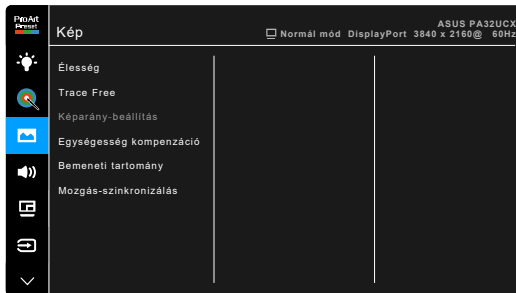 ProArt
Preset
Kép
ASUS PA32UCX
Normál mód DisplayPort 3840 x 2160@ 60Hz
Élesség
Trace Free
Képarány-beállítás
Egységesség kompenzáció
Bemeneti tartomány
Mozgás-szinkronizálás